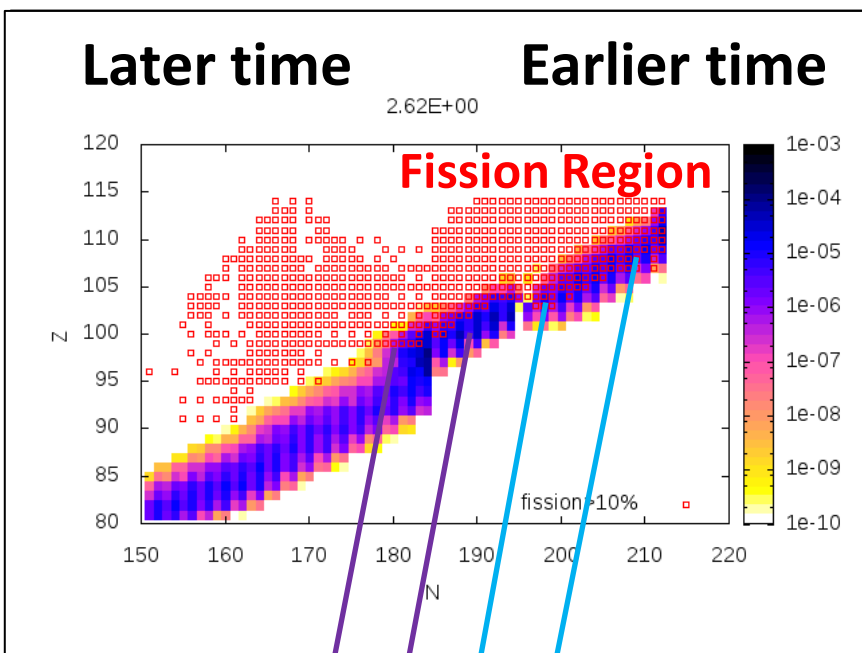 Later time
Earlier time
2.62E+00
Fission Region
120
115
110
105
100
95
90
85
80
Z
150
160
170
180
190
200
210
220
N
fission>10%
1e-03
1e-04
1e-05
1e-06
1e-07
1e-08
1e-09
1e-10